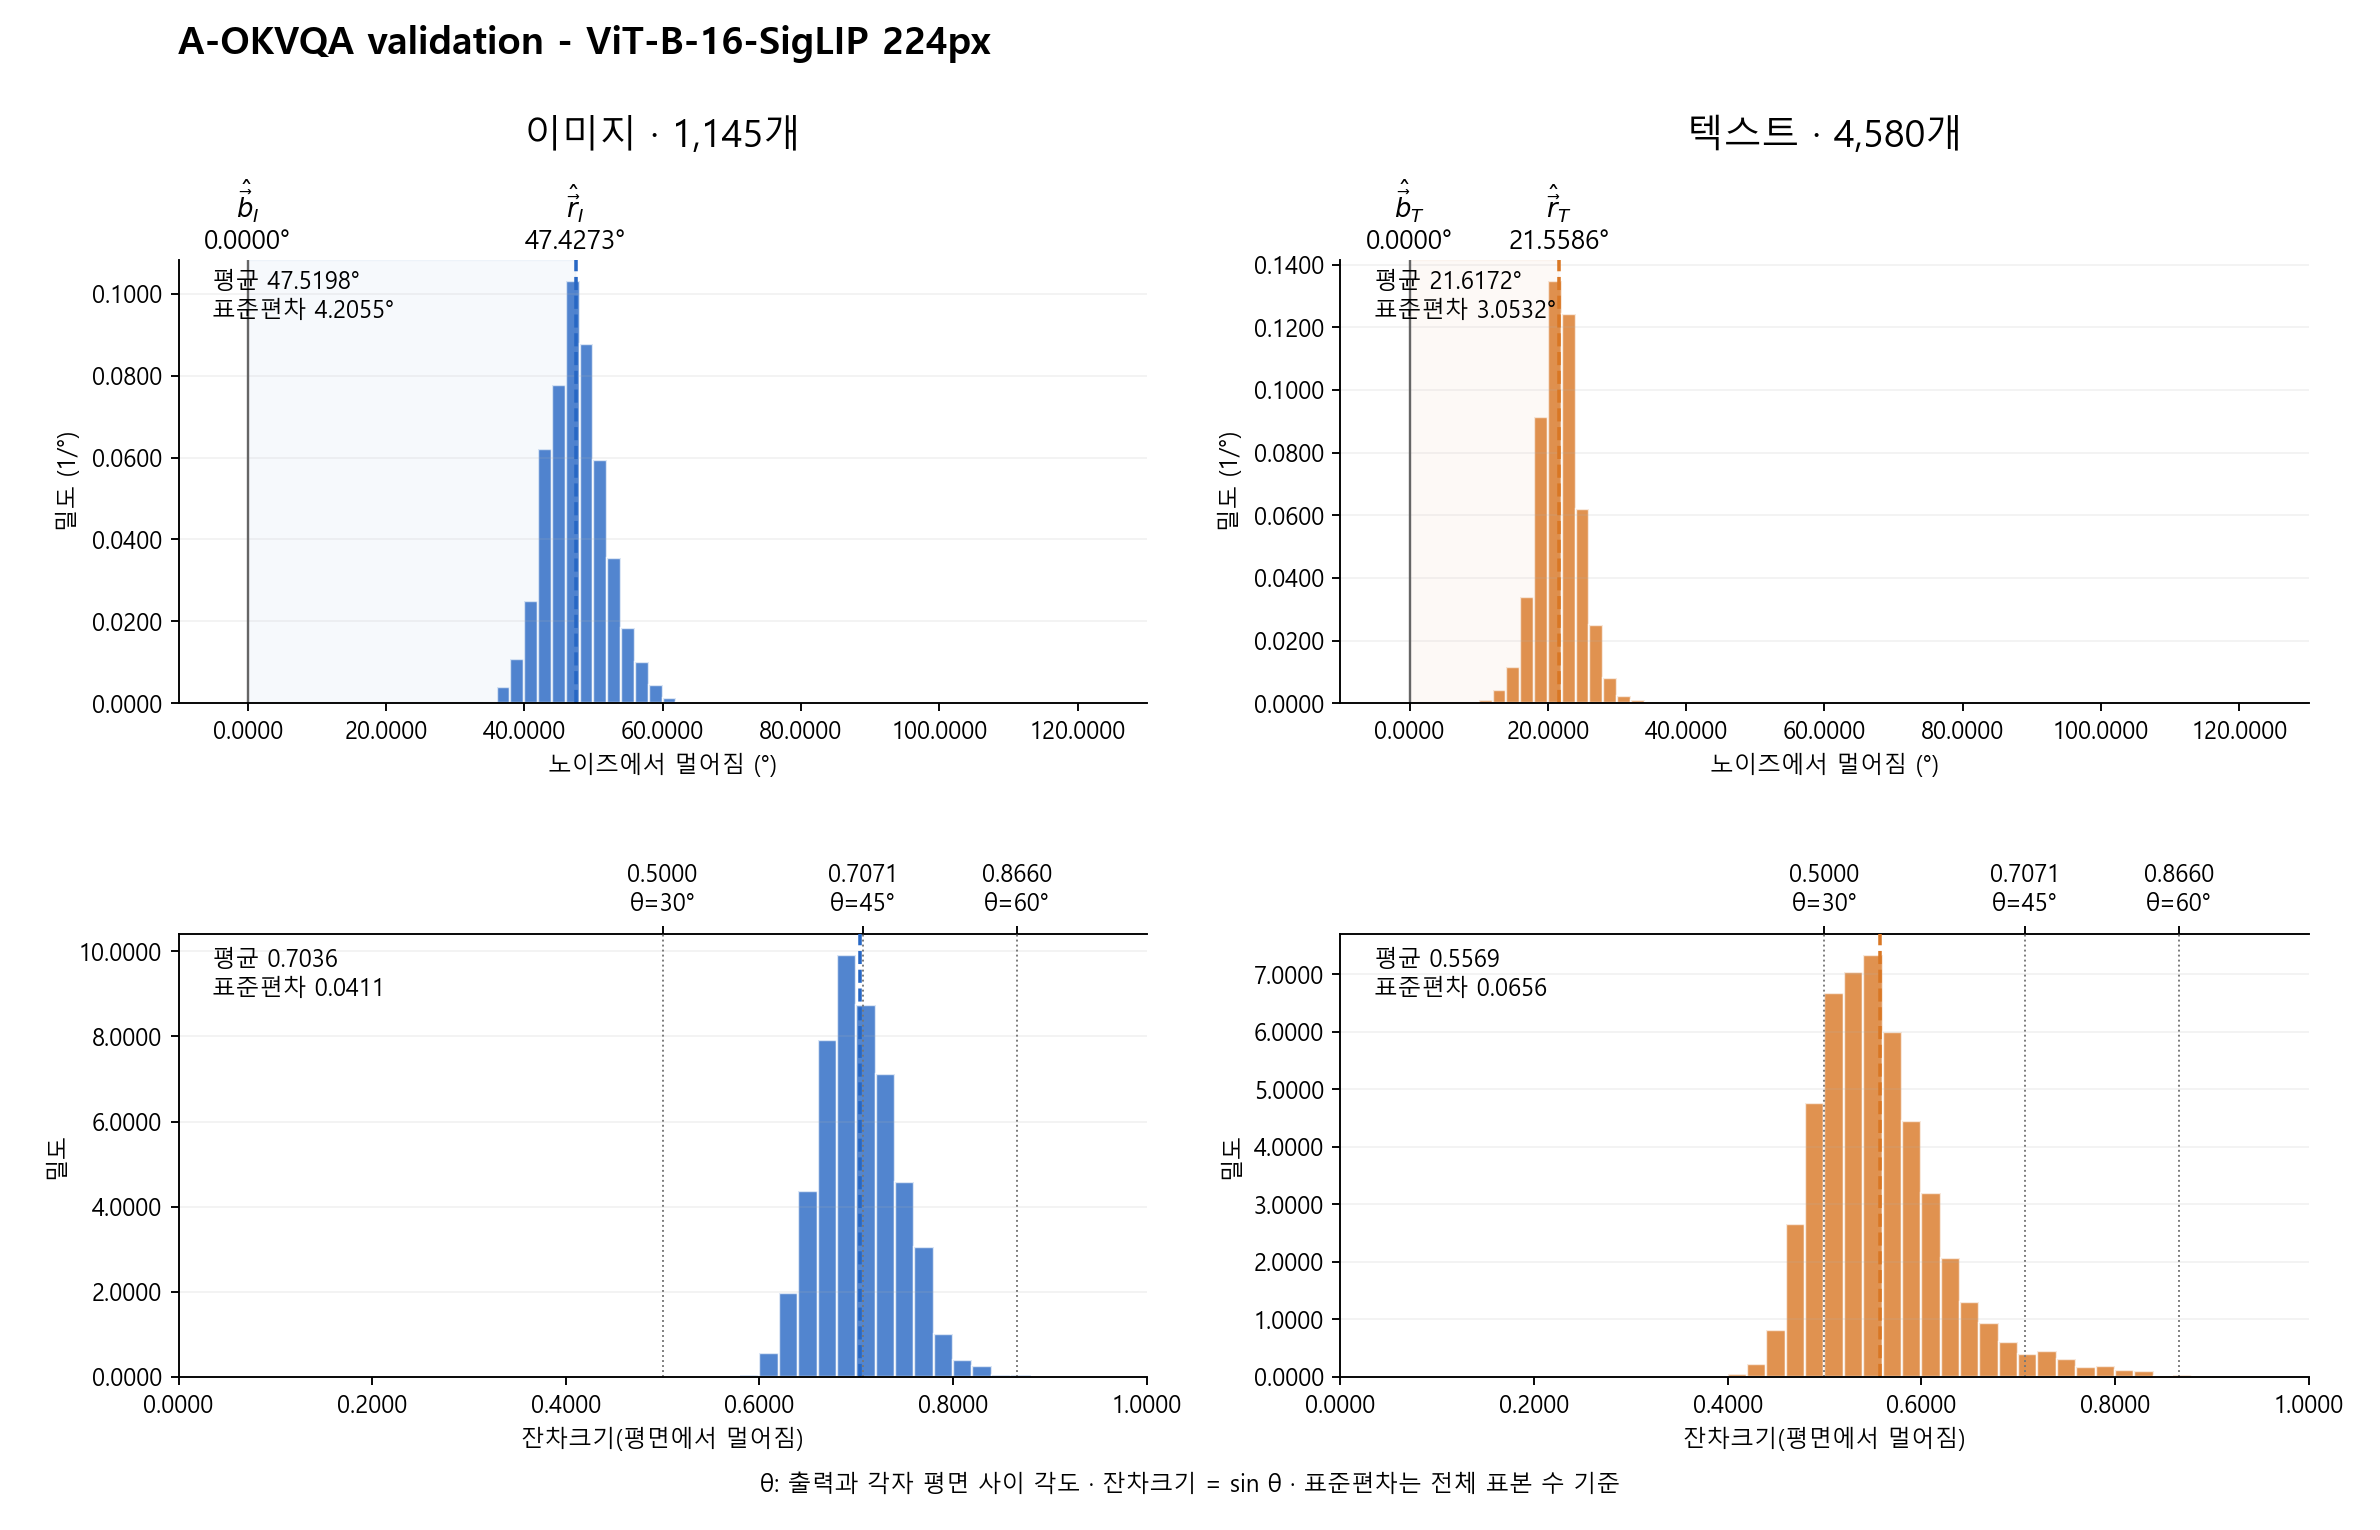 A-OKVQA validation - ViT-B-16-SigLIP 224px
이미지 · 1,145개
b̂⃗_I
r̂⃗_I
0.0000°
47.4273°
평균 47.5198°
표준편차 4.2055°
0.1000
0.0800
0.0600
0.0400
0.0200
0.0000
밀도 (1/°)
0.0000 20.0000 40.0000 60.0000 80.0000 100.0000 120.0000
노이즈에서 멀어짐 (°)
텍스트 · 4,580개
b̂⃗_T
r̂⃗_T
0.0000°
21.5586°
평균 21.6172°
표준편차 3.0532°
0.1400
0.1200
0.1000
0.0800
0.0600
0.0400
0.0200
0.0000
밀도 (1/°)
0.0000 20.0000 40.0000 60.0000 80.0000 100.0000 120.0000
노이즈에서 멀어짐 (°)
0.5000 0.7071 0.8660
θ=30° θ=45° θ=60°
평균 0.7036
표준편차 0.0411
10.0000
8.0000
6.0000
4.0000
2.0000
0.0000
밀도
0.0000 0.2000 0.4000 0.6000 0.8000 1.0000
잔차크기(평면에서 멀어짐)
0.5000 0.7071 0.8660
θ=30° θ=45° θ=60°
평균 0.5569
표준편차 0.0656
7.0000
6.0000
5.0000
4.0000
3.0000
2.0000
1.0000
0.0000
밀도
0.0000 0.2000 0.4000 0.6000 0.8000 1.0000
잔차크기(평면에서 멀어짐)
θ: 출력과 각자 평면 사이 각도 · 잔차크기 = sin θ · 표준편차는 전체 표본 수 기준